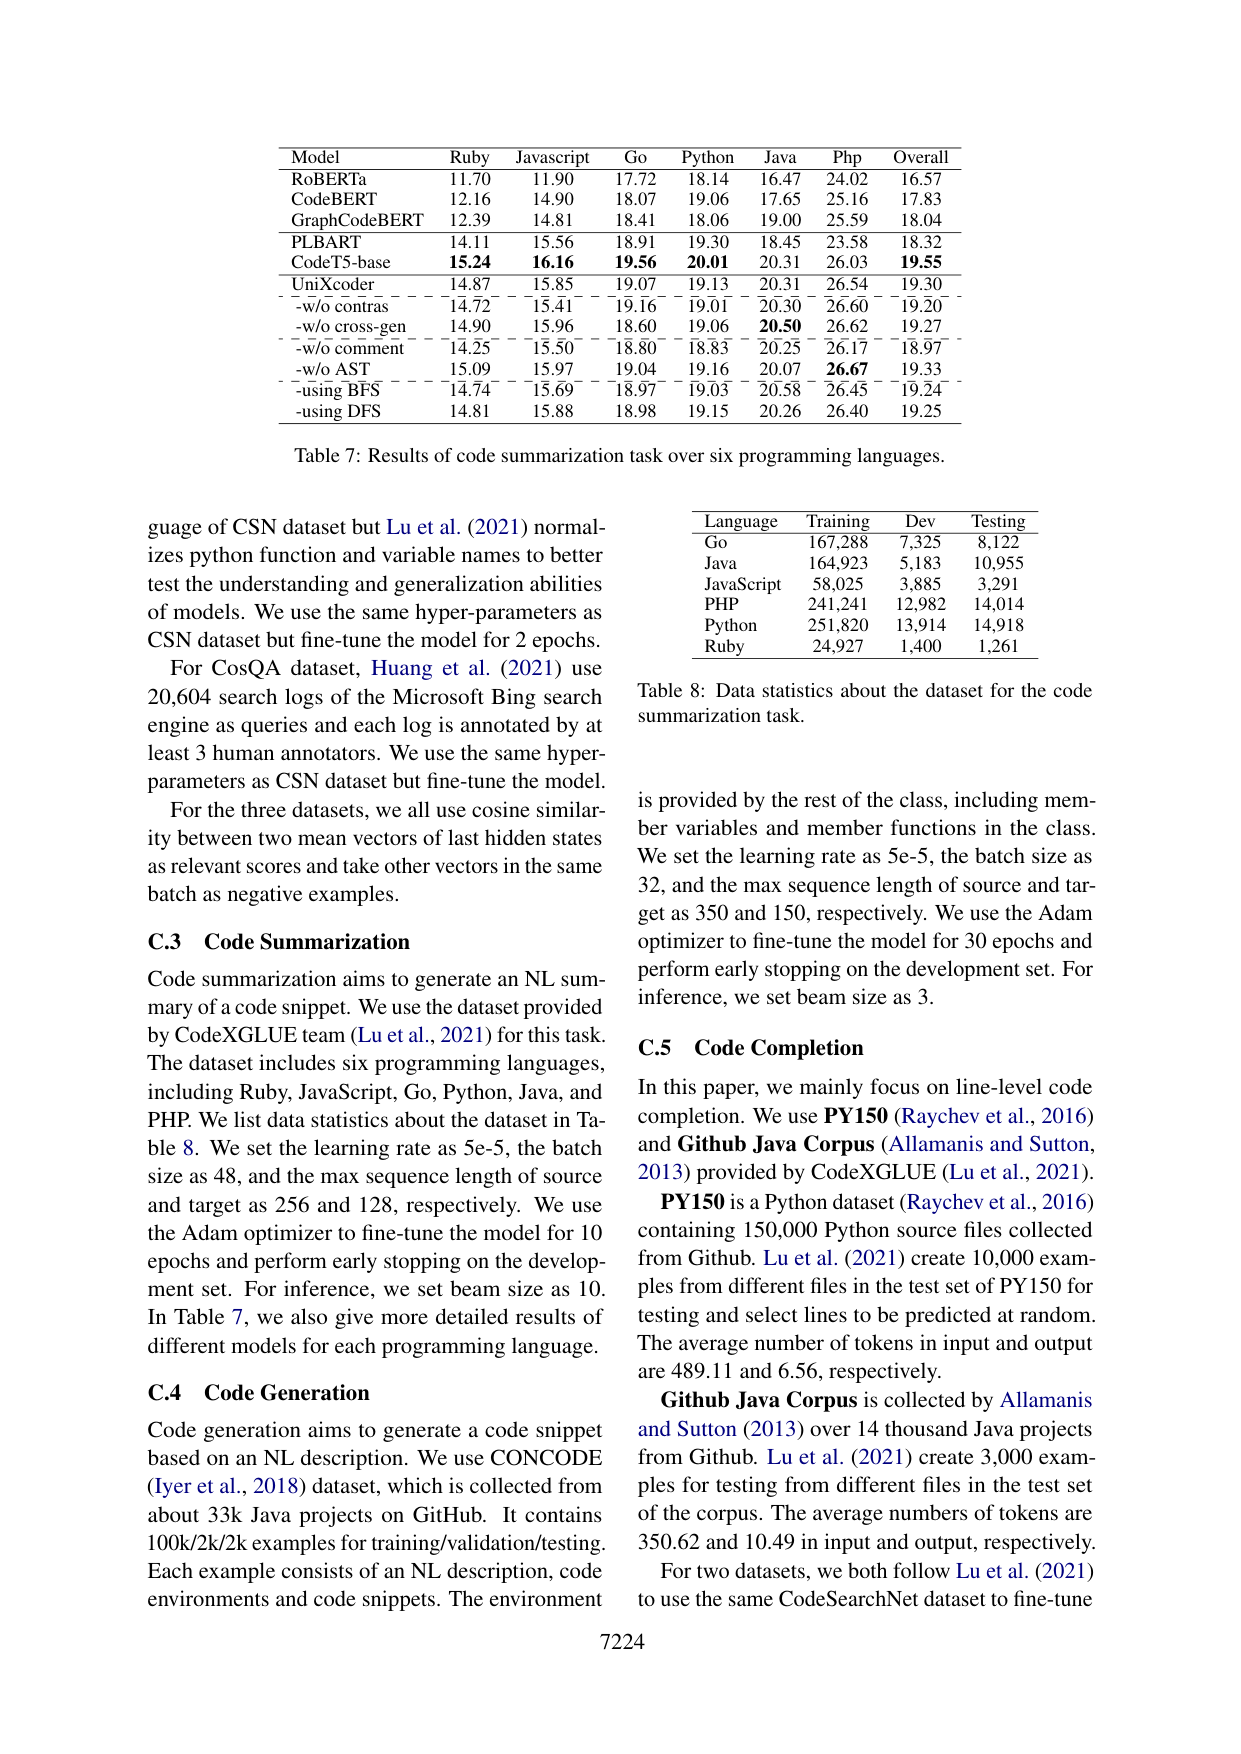 Model Ruby Javascript Go Python Java Php Overall
RoBERTa 11.70 11.90 17.72 18.14 16.47 24.02 16.57
CodeBERT 12.16 14.90 18.07 19.06 17.65 25.16 17.83
GraphCodeBERT 12.39 14.81 18.41 18.06 19.00 25.59 18.04
PLBART 14.11 15.56 18.91 19.30 18.45 23.58 18.32
CodeT5-base 15.24 16.16 19.56 20.01 20.31 26.03 19.55
UniXcoder 14.87 15.85 19.07 19.13 20.31 26.54 19.30
-w/o contras 14.72 15.41 19.16 19.01 20.30 26.60 19.20
-w/o cross-gen 14.90 15.96 18.60 19.06 20.50 26.62 19.27
-w/o comment 14.25 15.50 18.80 18.83 20.25 26.17 18.97
-w/o AST 15.09 15.97 19.04 19.16 20.07 26.67 19.33
-using BFS 14.74 15.69 18.97 19.03 20.58 26.45 19.24
-using DFS 14.81 15.88 18.98 19.15 20.26 26.40 19.25
Table 7: Results of code summarization task over six programming languages.
guage of CSN dataset but Lu et al. (2021) normal-
izes python function and variable names to better
test the understanding and generalization abilities
of models. We use the same hyper-parameters as
CSN dataset but fine-tune the model for 2 epochs.
For CosQA dataset, Huang et al. (2021) use
20,604 search logs of the Microsoft Bing search
engine as queries and each log is annotated by at
least 3 human annotators. We use the same hyper-
parameters as CSN dataset but fine-tune the model.
For the three datasets, we all use cosine similar-
ity between two mean vectors of last hidden states
as relevant scores and take other vectors in the same
batch as negative examples.
C.3 Code Summarization
Code summarization aims to generate an NL sum-
mary of a code snippet. We use the dataset provided
by CodeXGLUE team (Lu et al., 2021) for this task.
The dataset includes six programming languages,
including Ruby, JavaScript, Go, Python, Java, and
PHP. We list data statistics about the dataset in Ta-
ble 8. We set the learning rate as 5e-5, the batch
size as 48, and the max sequence length of source
and target as 256 and 128, respectively. We use
the Adam optimizer to fine-tune the model for 10
epochs and perform early stopping on the develop-
ment set. For inference, we set beam size as 10.
In Table 7, we also give more detailed results of
different models for each programming language.
C.4 Code Generation
Code generation aims to generate a code snippet
based on an NL description. We use CONCODE
(Iyer et al., 2018) dataset, which is collected from
about 33k Java projects on GitHub. It contains
100k/2k/2k examples for training/validation/testing.
Each example consists of an NL description, code
environments and code snippets. The environment
Language Training Dev Testing
Go 167,288 7,325 8,122
Java 164,923 5,183 10,955
JavaScript 58,025 3,885 3,291
PHP 241,241 12,982 14,014
Python 251,820 13,914 14,918
Ruby 24,927 1,400 1,261
Table 8: Data statistics about the dataset for the code
summarization task.
is provided by the rest of the class, including mem-
ber variables and member functions in the class.
We set the learning rate as 5e-5, the batch size as
32, and the max sequence length of source and tar-
get as 350 and 150, respectively. We use the Adam
optimizer to fine-tune the model for 30 epochs and
perform early stopping on the development set. For
inference, we set beam size as 3.
C.5 Code Completion
In this paper, we mainly focus on line-level code
completion. We use PY150 (Raychev et al., 2016)
and Github Java Corpus (Allamanis and Sutton,
2013) provided by CodeXGLUE (Lu et al., 2021).
PY150 is a Python dataset (Raychev et al., 2016)
containing 150,000 Python source files collected
from Github. Lu et al. (2021) create 10,000 exam-
ples from different files in the test set of PY150 for
testing and select lines to be predicted at random.
The average number of tokens in input and output
are 489.11 and 6.56, respectively.
Github Java Corpus is collected by Allamanis
and Sutton (2013) over 14 thousand Java projects
from Github. Lu et al. (2021) create 3,000 exam-
ples for testing from different files in the test set
of the corpus. The average numbers of tokens are
350.62 and 10.49 in input and output, respectively.
For two datasets, we both follow Lu et al. (2021)
to use the same CodeSearchNet dataset to fine-tune
7224